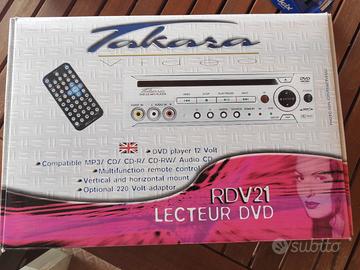 Takara
Video
DVD player 12 Volt
Compatible MP3/ CD/ CD-R/ CD-RW/ Audio CD
Multifunction remote control
Vertical and horizontal mount
Optional 220 Volt adaptor
RDV21
LECTEUR DVD
subito